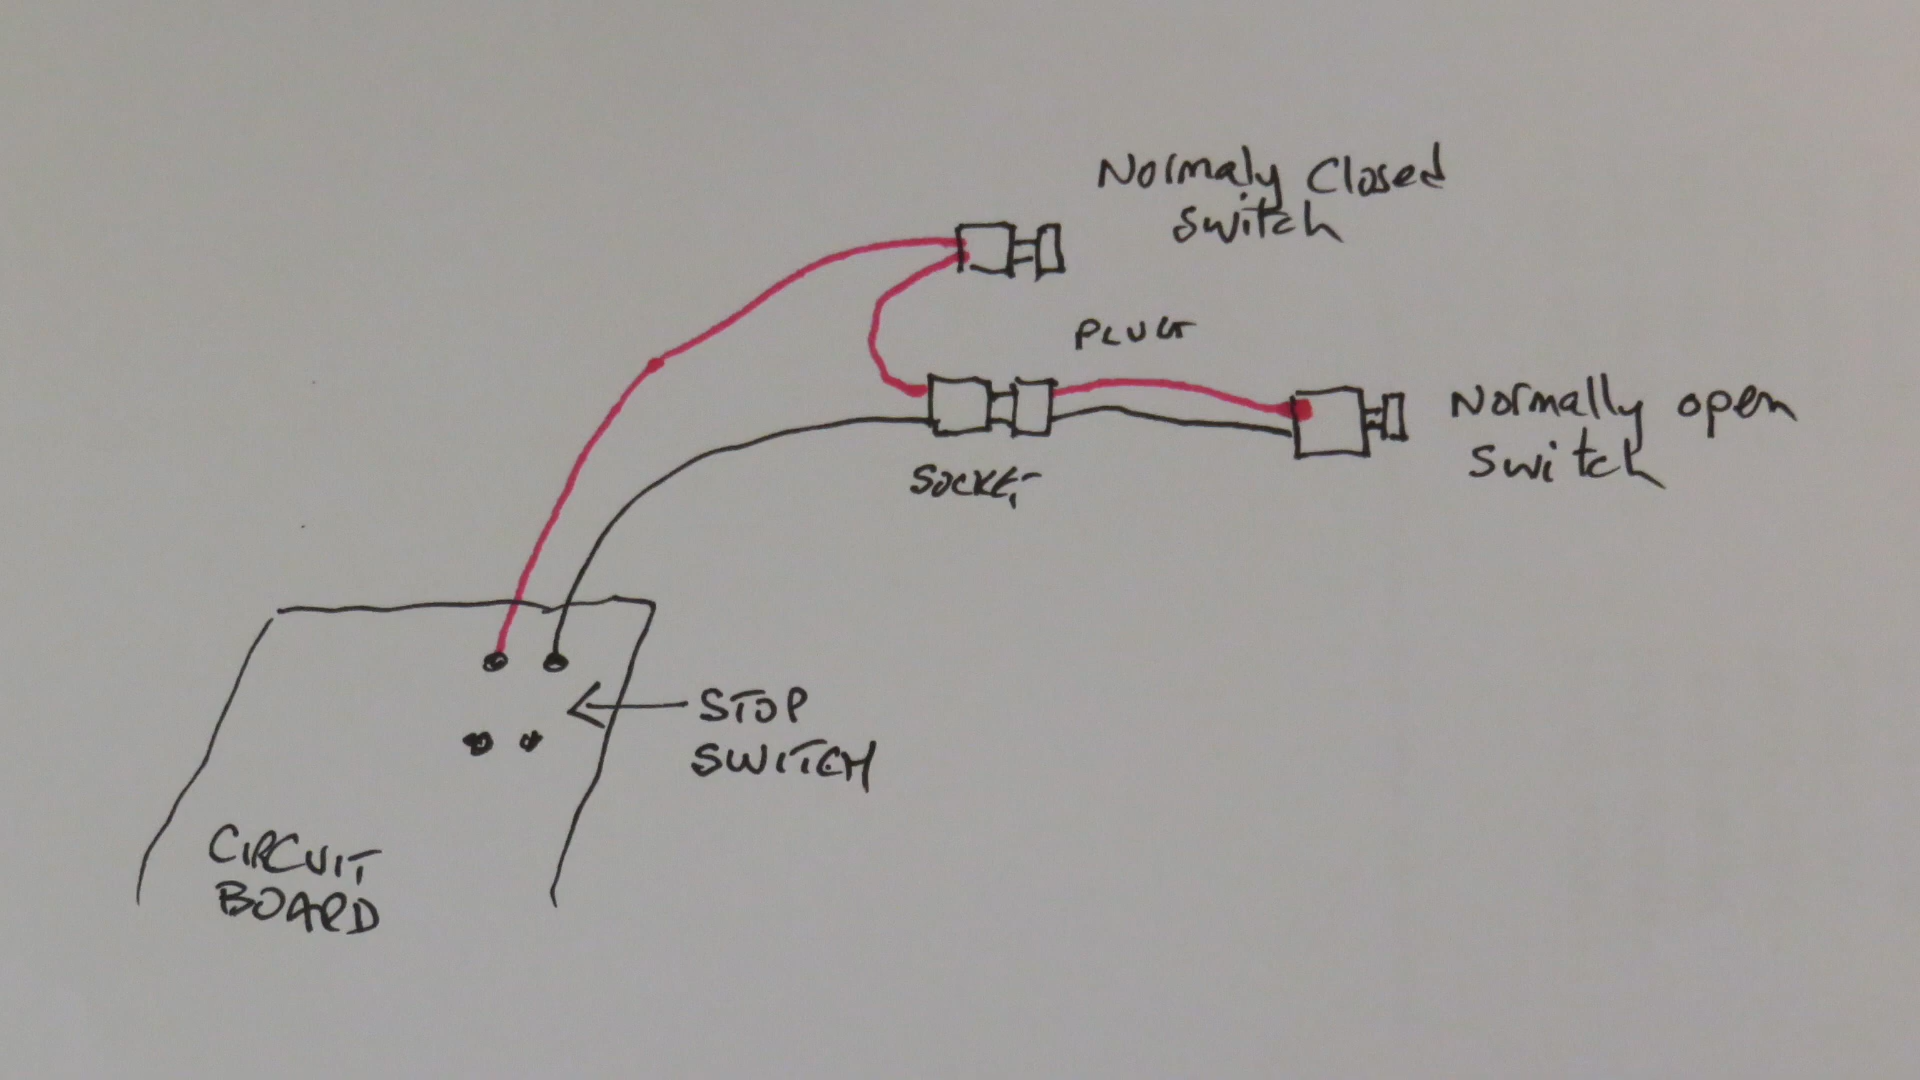 Normaly Closed
switch
PLUG
Normally open
switch
SOCKET
STOP
SWITCH
CIRCUIT
BOARD